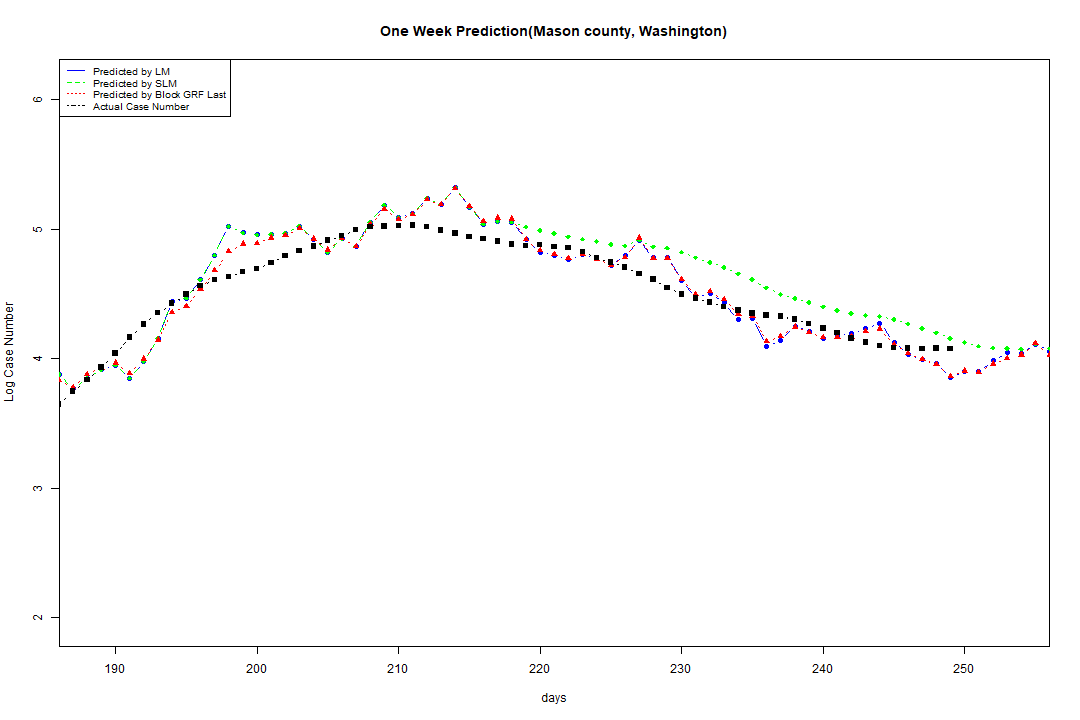 One Week Prediction(Mason county, Washington)
Predicted by LM
Predicted by SLM
Predicted by Block GRF Last
Actual Case Number
Log Case Number
6
5
4
3
2
190 200 210 220 230 240 250
days